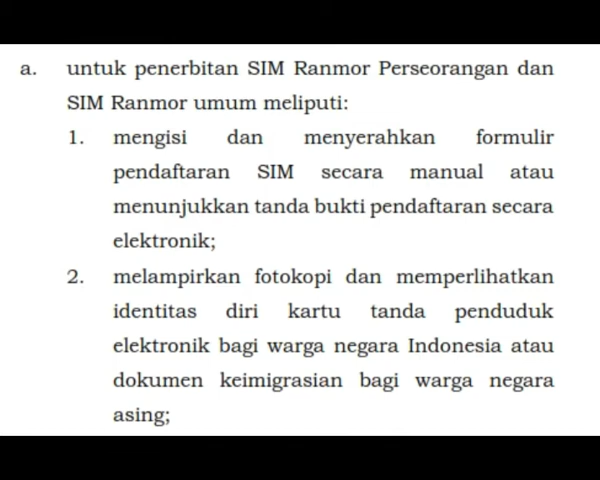 a. untuk penerbitan SIM Ranmor Perseorangan dan
SIM Ranmor umum meliputi:
1. mengisi dan menyerahkan formulir
pendaftaran SIM secara manual atau
menunjukkan tanda bukti pendaftaran secara
elektronik;
2. melampirkan fotokopi dan memperlihatkan
identitas diri kartu tanda penduduk
elektronik bagi warga negara Indonesia atau
dokumen keimigrasian bagi warga negara
asing;